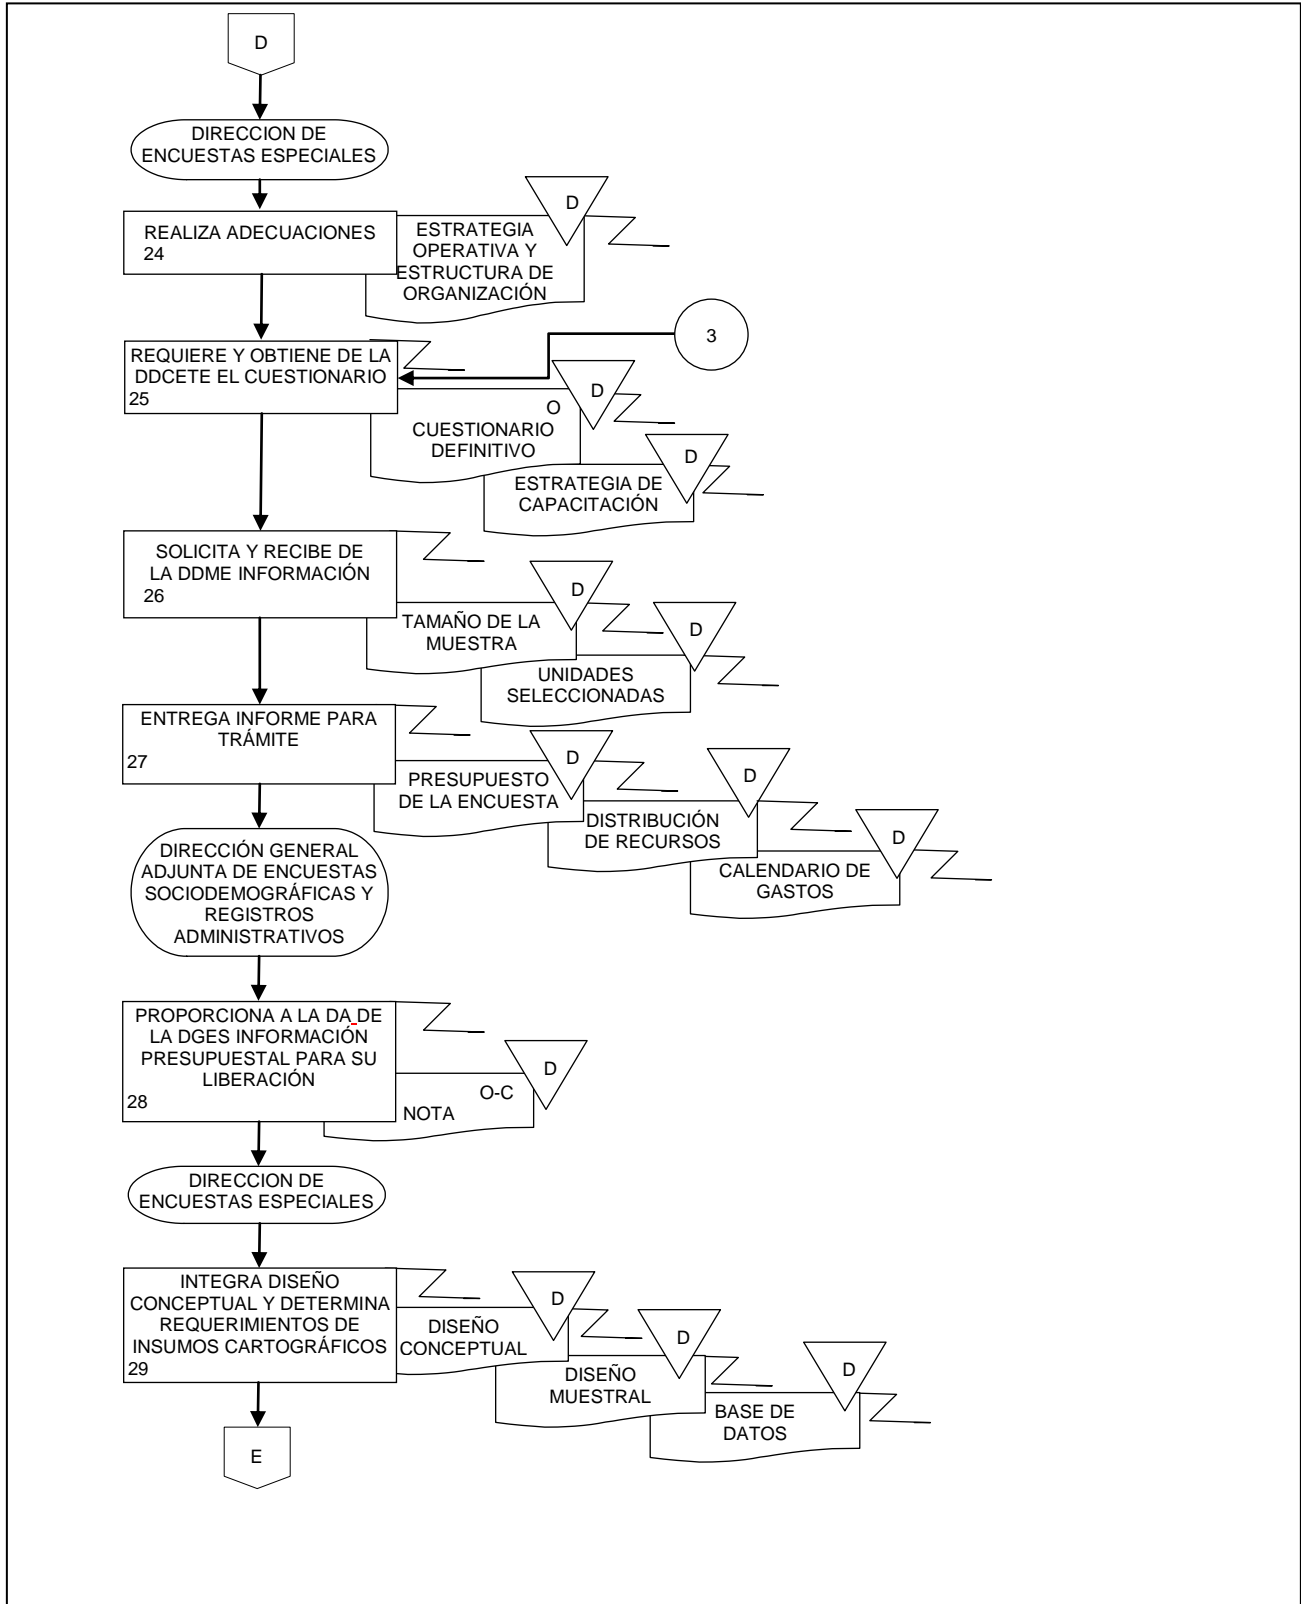 D
DIRECCION DE
ENCUESTAS ESPECIALES
REALIZA ADECUACIONES
24
D
ESTRATEGIA
OPERATIVA Y
ESTRUCTURA DE
ORGANIZACIÓN
3
REQUIERE Y OBTIENE DE LA
DDCETE EL CUESTIONARIO
25
D
O
CUESTIONARIO
DEFINITIVO
D
ESTRATEGIA DE
CAPACITACIÓN
SOLICITA Y RECIBE DE
LA DDME INFORMACIÓN
26
D
TAMAÑO DE LA
MUESTRA
D
UNIDADES
SELECCIONADAS
ENTREGA INFORME PARA
TRÁMITE
27
D
PRESUPUESTO
DE LA ENCUESTA
D
DISTRIBUCIÓN
DE RECURSOS
D
CALENDARIO DE
GASTOS
DIRECCIÓN GENERAL
ADJUNTA DE ENCUESTAS
SOCIODEMOGRÁFICAS Y
REGISTROS
ADMINISTRATIVOS
PROPORCIONA A LA DA DE
LA DGES INFORMACIÓN
PRESUPUESTAL PARA SU
LIBERACIÓN
28
D
O-C
NOTA
DIRECCION DE
ENCUESTAS ESPECIALES
INTEGRA DISEÑO
CONCEPTUAL Y DETERMINA
REQUERIMIENTOS DE
INSUMOS CARTOGRÁFICOS
29
D
DISEÑO
CONCEPTUAL
D
DISEÑO
MUESTRAL
D
BASE DE
DATOS
E